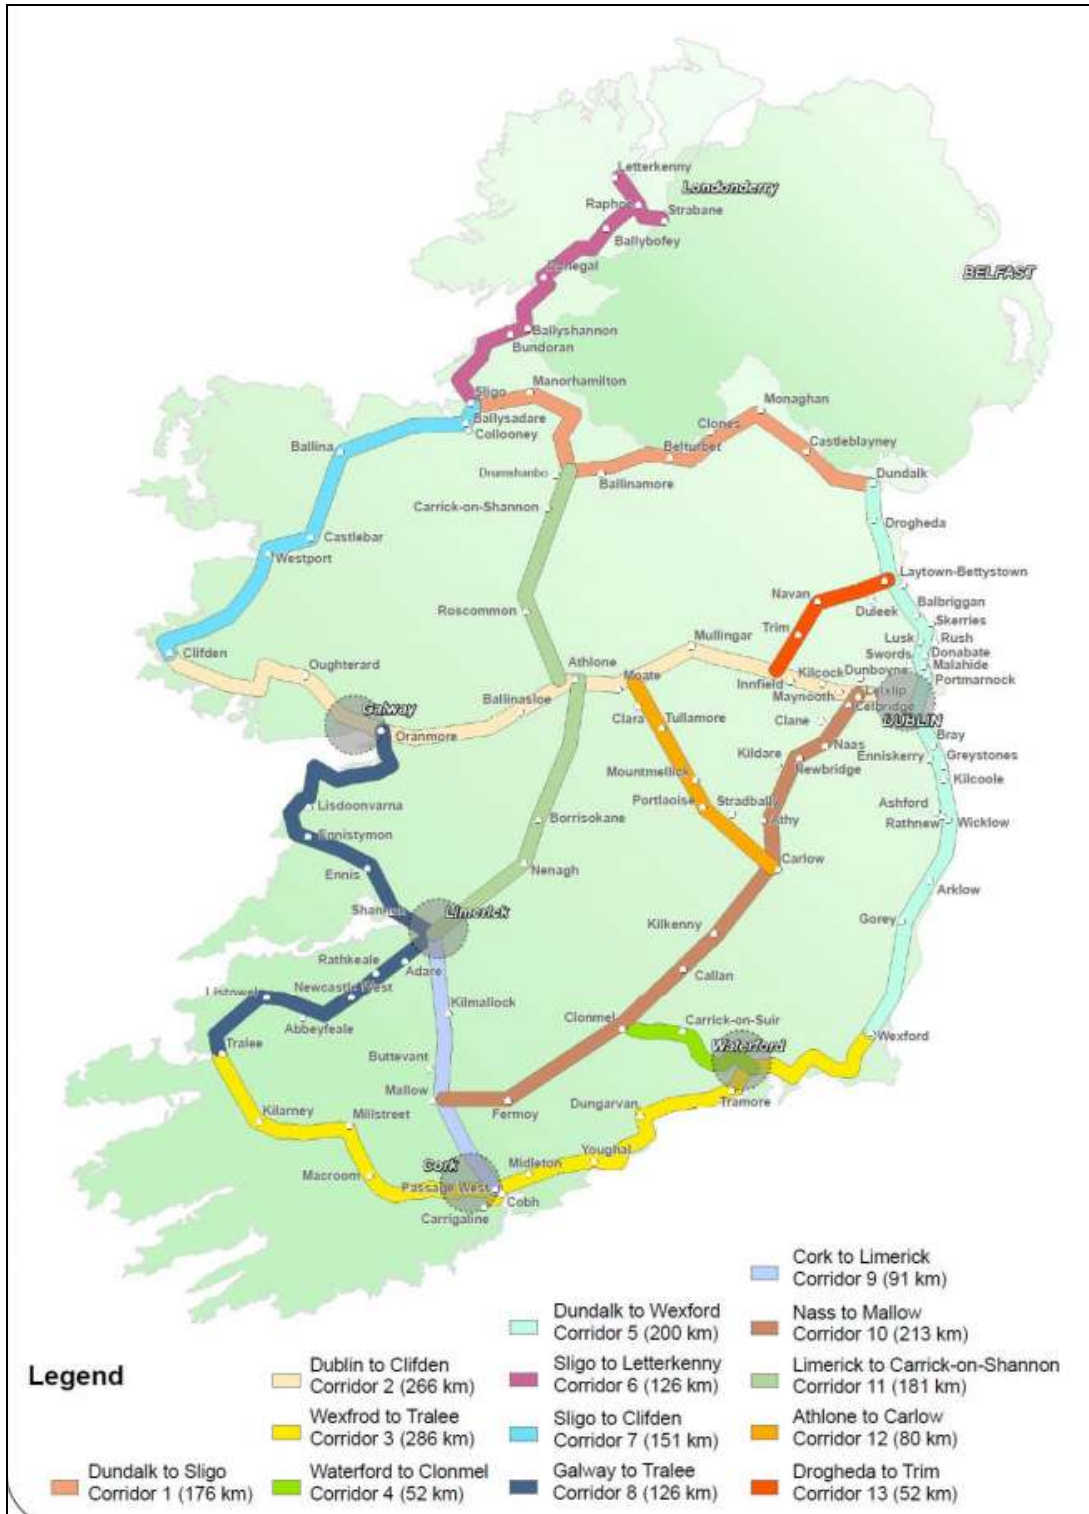 Letterkenny
Londonderry
Raphoe
Strabane
Ballybofey
BELFAST
Donegal
Ballyshannon
Bundoran
Manorhamilton
Sligo
Monaghan
Ballysadare
Clones
Collooney
Ballina
Castleblayney
Belturbet
Drumshanbo
Ballinamore
Dundalk
Carrick-on-Shannon
Drogheda
Castlebar
Westport
Laytown-Bettystown
Navan
Balbriggan
Duleek
Roscommon
Skerries
Trim
Mullingar
Lusk
Rush
Clifden
Swords
Donabate
Oughterard
Athlone
Dunboyne
Malahide
Moate
Kilcock
Innfield
Portmarnock
Maynooth
Leixlip
Ballinasloe
Celbridge
Galway
Clara
Tullamore
Clane
DUBLIN
Oranmore
Bray
Naas
Kildare
Enniskerry
Greystones
Newbridge
Mountmellick
Kilcoole
Lisdoonvarna
Portlaoise
Stradbally
Ashford
Borrisokane
Athy
Rathnew
Wicklow
Ennistymon
Carlow
Ennis
Nenagh
Arklow
Shannon
Limerick
Gorey
Kilkenny
Rathkeale
Adare
Callan
Listowel
Newcastle West
Kilmallock
Clonmel
Carrick-on-Suir
Abbeyfeale
Wexford
Tralee
Waterford
Buttevant
Mallow
Tramore
Kilarney
Millstreet
Fermoy
Dungarvan
Youghal
Cork
Midleton
Macroom
Passage West
Cobh
Carrigaline
Cork to Limerick
Corridor 9 (91 km)
Dundalk to Wexford
Corridor 5 (200 km)
Nass to Mallow
Corridor 10 (213 km)
Legend
Dublin to Clifden
Corridor 2 (266 km)
Sligo to Letterkenny
Corridor 6 (126 km)
Limerick to Carrick-on-Shannon
Corridor 11 (181 km)
Wexfrod to Tralee
Corridor 3 (286 km)
Sligo to Clifden
Corridor 7 (151 km)
Athlone to Carlow
Corridor 12 (80 km)
Dundalk to Sligo
Corridor 1 (176 km)
Waterford to Clonmel
Corridor 4 (52 km)
Galway to Tralee
Corridor 8 (126 km)
Drogheda to Trim
Corridor 13 (52 km)